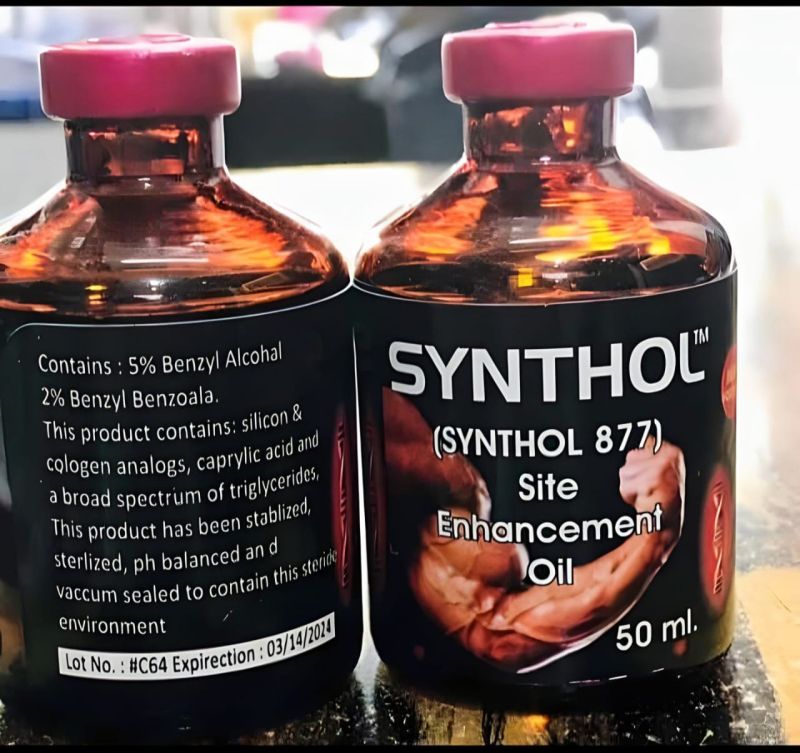 Contains : 5% Benzyl Alcohal
2% Benzyl Benzoala.
This product contains: silicon &
cologen analogs, caprylic acid and
a broad spectrum of triglycerides,
This product has been stablized,
sterlized, ph balanced an d
vaccum sealed to contain this steride
environment
Lot No. : #C64 Expirection : 03/14/2024
SYNTHOL™
(SYNTHOL 877)
Site
Enhancement
Oil
50 ml.